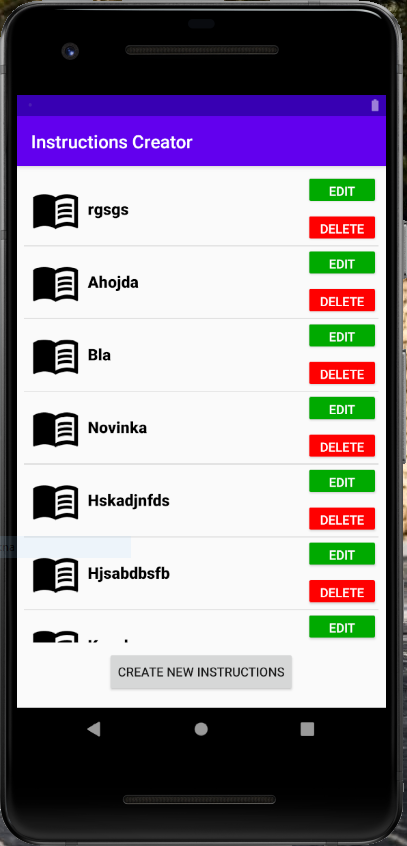 Instructions Creator
rgsgs
EDIT
DELETE
Ahojda
EDIT
DELETE
Bla
EDIT
DELETE
Novinka
EDIT
DELETE
Hskadjnfds
EDIT
DELETE
Hjsabdbsfb
EDIT
DELETE
EDIT
CREATE NEW INSTRUCTIONS